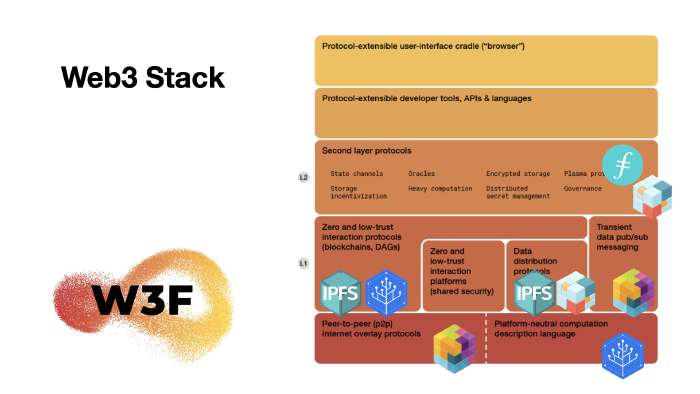 Web3 Stack
W3F
Protocol-extensible user-interface cradle (“browser”)
Protocol-extensible developer tools, APIs & languages
Second layer protocols
L2
State channels
Oracles
Encrypted storage
Plasma
Storage
incentivization
Heavy computation
Distributed
secret management
Governance
L1
Zero and low-trust
interaction protocols
(blockchains, DAGs)
IPFS
Zero and
low-trust
interaction
platforms
(shared security)
Data
distribution
protocols
IPFS
Transient
data pub/sub
messaging
Peer-to-peer (p2p)
Internet overlay protocols
Platform-neutral computation
description language